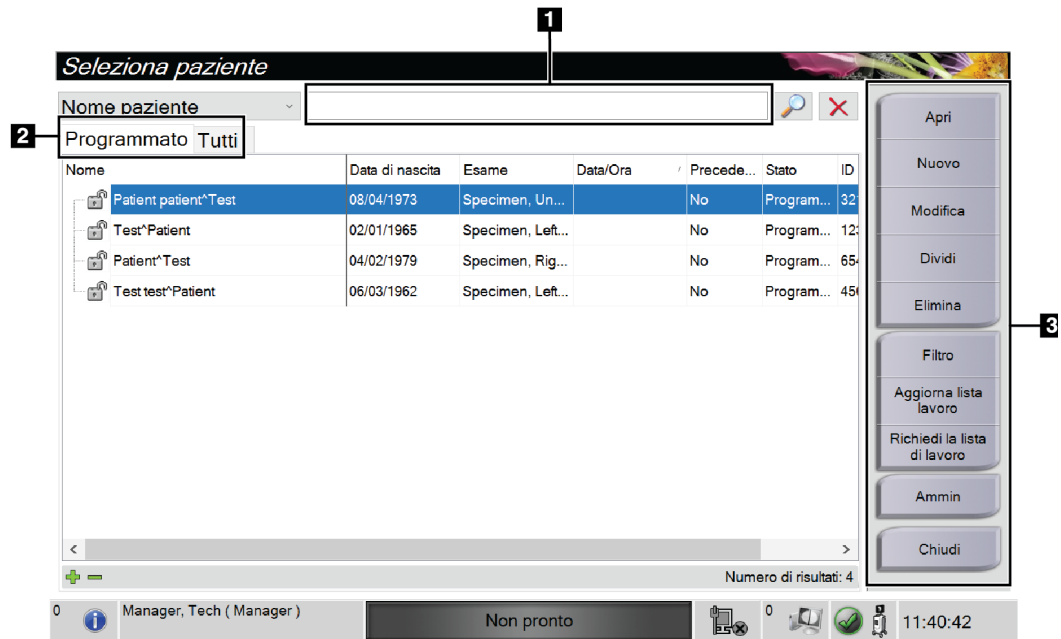 1
Seleziona paziente
Nome paziente
2
Programmato Tutti
Nome Data di nascita Esame Data/Ora Precede... Stato ID
Patient patient^Test 08/04/1973 Specimen, Un... No Program... 32
Test^Patient 02/01/1965 Specimen, Left... No Program... 12
Patient^Test 04/02/1979 Specimen, Rig... No Program... 65
Test test^Patient 06/03/1962 Specimen, Left... No Program... 45
Numero di risultati: 4
Apri
Nuovo
Modifica
Dividi
Elimina
3
Filtro
Aggiorna lista
lavoro
Richiedi la lista
di lavoro
Ammin
Chiudi
0 Manager, Tech ( Manager ) Non pronto 0 11:40:42